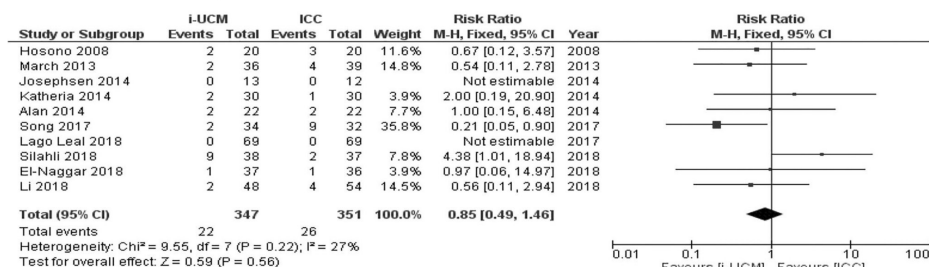 i-UCM ICC Risk Ratio Risk Ratio
Study or Subgroup Events Total Events Total Weight M-H, Fixed, 95% CI Year M-H, Fixed, 95% CI
Hosono 2008 2 20 3 20 11.6% 0.67 [0.12, 3.57] 2008
March 2013 2 36 4 39 14.8% 0.54 [0.11, 2.78] 2013
Josephsen 2014 0 13 0 12 Not estimable 2014
Katheria 2014 2 30 1 30 3.9% 2.00 [0.19, 20.90] 2014
Alan 2014 2 22 2 22 7.7% 1.00 [0.15, 6.48] 2014
Song 2017 2 34 9 32 35.8% 0.21 [0.05, 0.90] 2017
Lago Leal 2018 0 69 0 69 Not estimable 2017
Silahli 2018 9 38 2 37 7.8% 4.38 [1.01, 18.94] 2018
El-Naggar 2018 1 37 1 36 3.9% 0.97 [0.06, 14.97] 2018
Li 2018 2 48 4 54 14.5% 0.56 [0.11, 2.94] 2018
Total (95% CI) 347 351 100.0% 0.85 [0.49, 1.46]
Total events 22 26
Heterogeneity: Chi² = 9.55, df = 7 (P = 0.22); I² = 27%
Test for overall effect: Z = 0.59 (P = 0.56)
0.01 0.1 1 10 100
Favours [i-UCM] Favours [ICC]